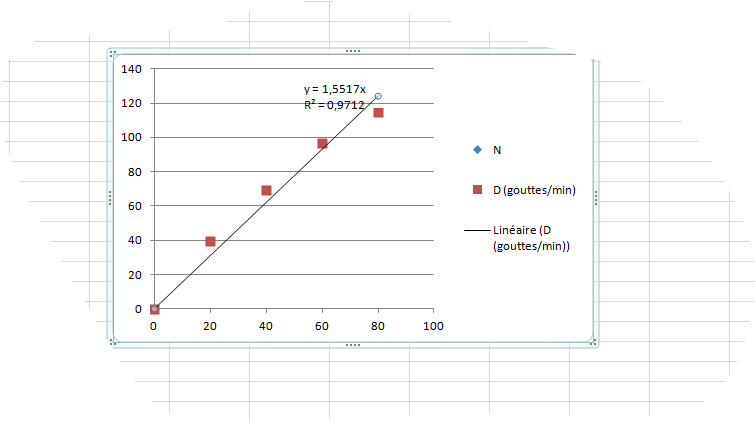 140
120
100
80
60
40
20
0
0 20 40 60 80 100
y = 1,5517x
R² = 0,9712
N
D (gouttes/min)
Linéaire (D
(gouttes/min))